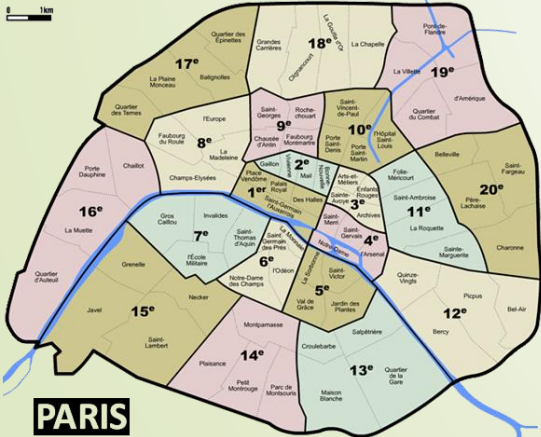 0 1km
17e
Quartier des
Épinettes
La Plaine
Monceau
Batignolles
Quartier
des Ternes
18e
Grandes
Carrières
Clignancourt
La Goutte d'Or
La Chapelle
19e
Pont-de-
Flandre
La Villette
d'Amérique
Quartier
du Combat
8e
l'Europe
Faubourg
du Roule
La
Madeleine
Champs-Elysées
9e
Saint-
Georges
Roche-
chouart
Chaussée
d'Antin
Faubourg
Montmartre
10e
Saint-
Vincent-
de-Paul
Porte
Saint-
Denis
Porte
Saint-
Martin
l'Hôpital
Saint-
Louis
2e
Gaillon
Vivienne
Mail
Bonne-
Nouvelle
1er
Place
Vendôme
Palais
Royal
Des Halles
Saint-Germain
l'Auxerrois
3e
Arts-et-
Métiers
Enfants
Rouges
Sainte-
Avoye
Archives
4e
Saint-
Merri
Saint-
Gervais
l'Arsenal
Notre-Dame
11e
Folie-
Méricourt
Saint-Ambroise
La Roquette
Sainte-
Marguerite
20e
Belleville
Saint-
Fargeau
Père-
Lachaise
Charonne
16e
Porte
Dauphine
Chaillot
La Muette
Quartier
d'Auteuil
7e
Gros
Caillou
Invalides
Saint-
Thomas
d'Aquin
l'École
Militaire
6e
La Monnaie
Saint
Germain
des Prés
l'Odéon
Notre-Dame
des Champs
5e
La Sorbonne
Saint-
Victor
Val de
Grâce
Jardin des
Plantes
15e
Grenelle
Necker
Javel
Saint-
Lambert
14e
Montparnasse
Plaisance
Petit
Montrouge
Parc de
Montsouris
13e
Salpêtrière
Croulebarbe
Maison
Blanche
Quartier
de la
Gare
12e
Quinze-
Vingts
Picpus
Bel-Air
Bercy
PARIS